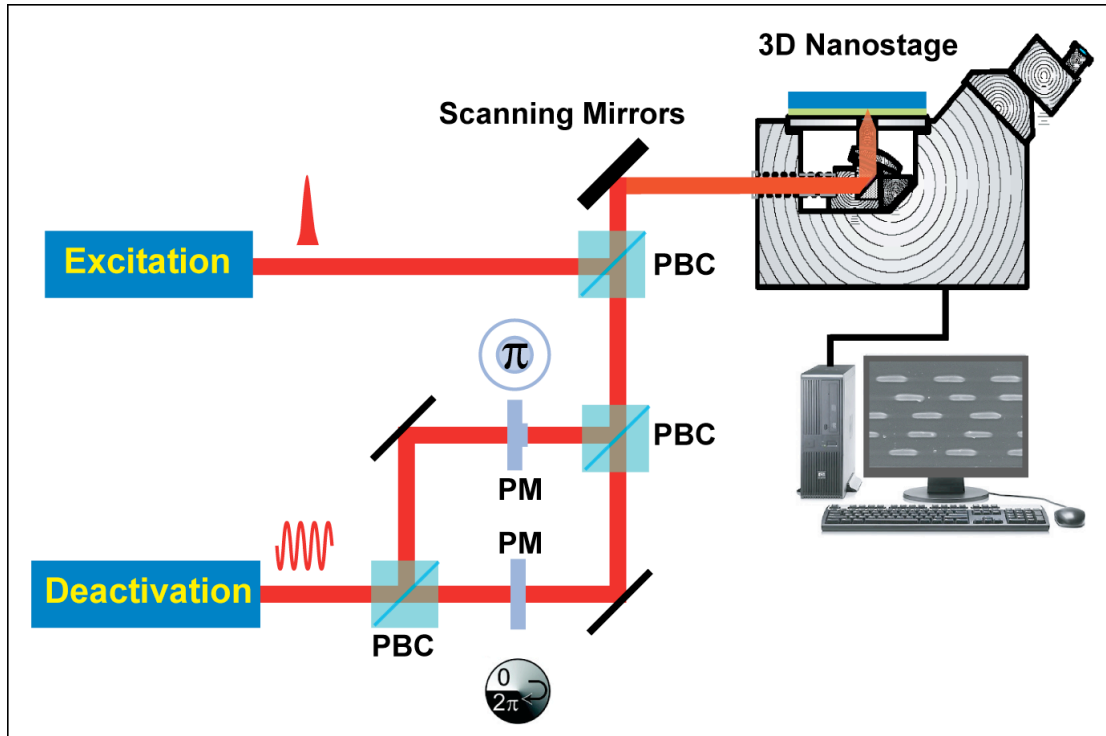 3D Nanostage
Scanning Mirrors
Excitation
PBC
π
PBC
PM
PM
Deactivation
PBC
0
2π